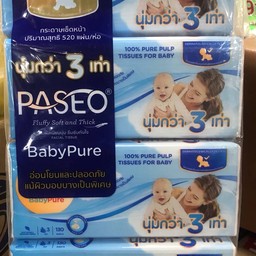 กระดาษเช็ดหน้า
ปริมาณสุทธิ 520 แผ่น/ห่อ
นุ่มกว่า 3 เท่า
PASEO®
Fluffy Soft and Thick
FACIAL TISSUE
BabyPure
อ่อนโยนและปลอดภัย
แม้ผิวบอบบางเป็นพิเศษ
100% PURE PULP
TISSUES FOR BABY
นุ่มกว่า 3 เท่า
100% PURE PULP
TISSUES FOR BABY
นุ่มกว่า 3 เท่า
BabyPure
130